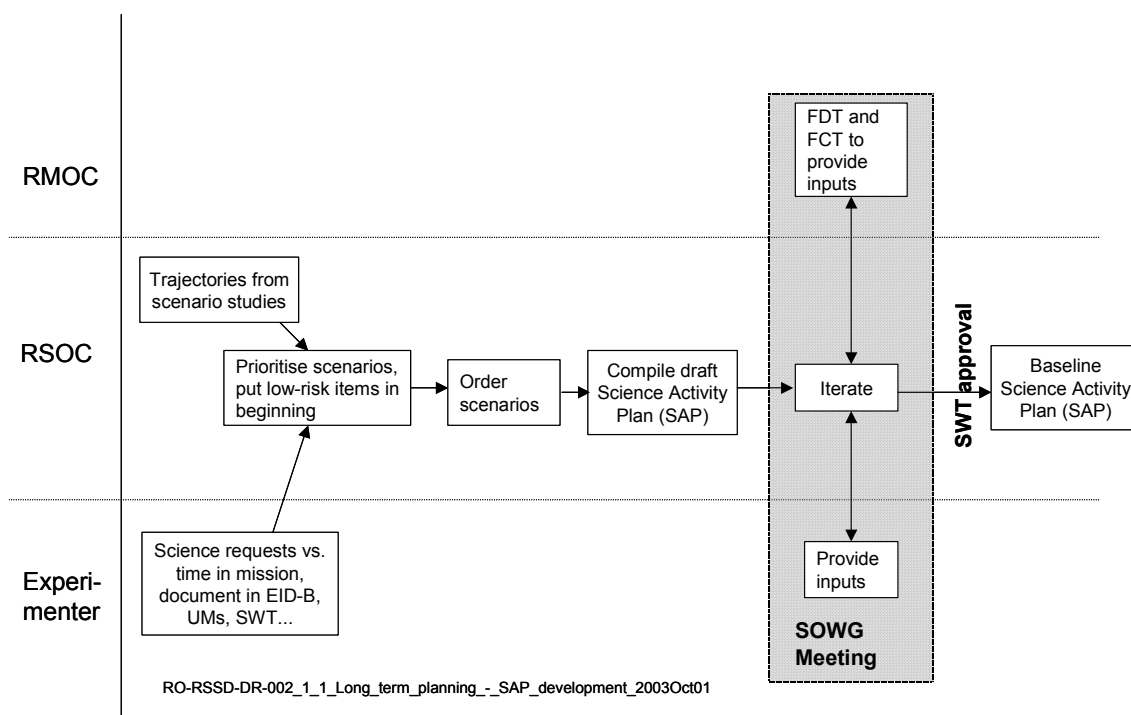 RMOC
FDT and
FCT to
provide
inputs
RSOC
Trajectories from
scenario studies
Prioritise scenarios,
put low-risk items in
beginning
Order
scenarios
Compile draft
Science Activity
Plan (SAP)
Iterate
SWT approval
Baseline
Science Activity
Plan (SAP)
Experi-
menter
Science requests vs.
time in mission,
document in EID-B,
UMs, SWT...
Provide
inputs
SOWG
Meeting
RO-RSSD-DR-002_1_1_Long_term_planning_-_SAP_development_2003Oct01